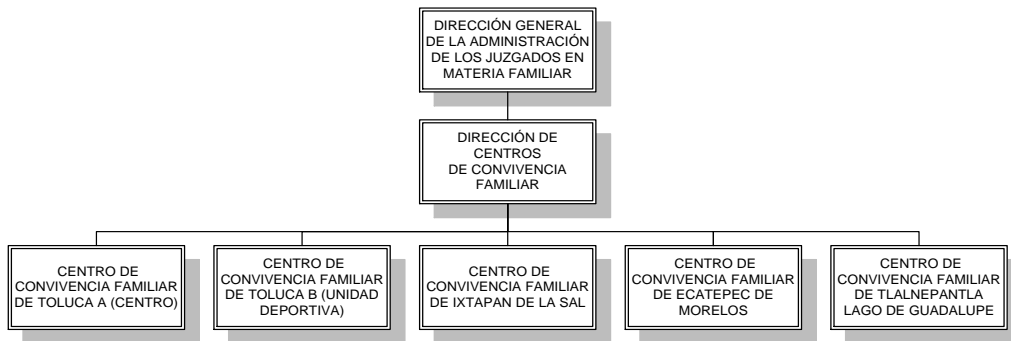 DIRECCIÓN GENERAL
DE LA ADMINISTRACIÓN
DE LOS JUZGADOS EN
MATERIA FAMILIAR
DIRECCIÓN DE
CENTROS
DE CONVIVENCIA
FAMILIAR
CENTRO DE
CONVIVENCIA FAMILIAR
DE TOLUCA A (CENTRO)
CENTRO DE
CONVIVENCIA FAMILIAR
DE TOLUCA B (UNIDAD
DEPORTIVA)
CENTRO DE
CONVIVENCIA FAMILIAR
DE IXTAPAN DE LA SAL
CENTRO DE
CONVIVENCIA FAMILIAR
DE ECATEPEC DE
MORELOS
CENTRO DE
CONVIVENCIA FAMILIAR
DE TLALNEPANTLA
LAGO DE GUADALUPE